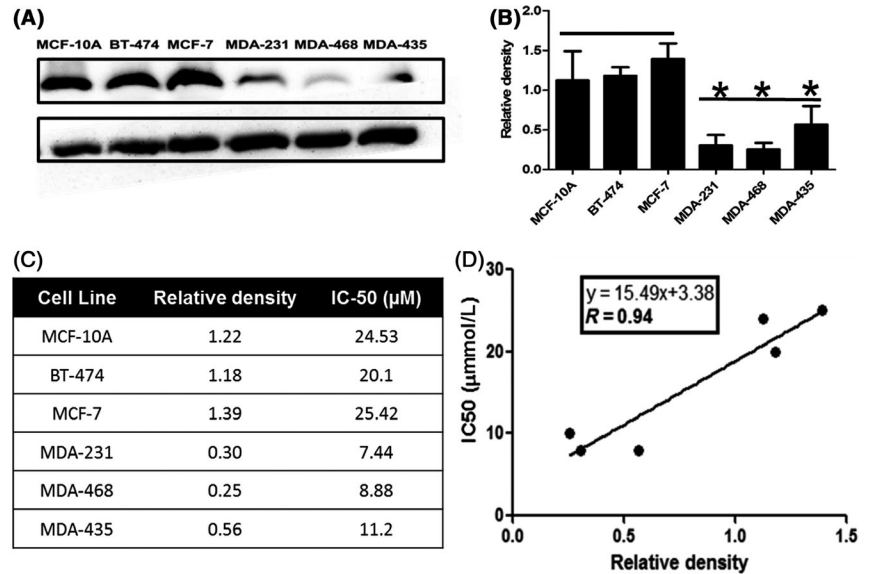 (A)
MCF-10A BT-474 MCF-7 MDA-231 MDA-468 MDA-435
(B)
Relative density
2.0
1.5
1.0
0.5
0.0
* * *
MCF-10A
BT-474
MCF-7
MDA-231
MDA-468
MDA-435
(C)
Cell Line Relative density IC-50 (µM)
MCF-10A 1.22 24.53
BT-474 1.18 20.1
MCF-7 1.39 25.42
MDA-231 0.30 7.44
MDA-468 0.25 8.88
MDA-435 0.56 11.2
(D)
IC50 (µmmol/L)
30
20
10
0
y = 15.49x+3.38
R = 0.94
0.0 0.5 1.0 1.5
Relative density